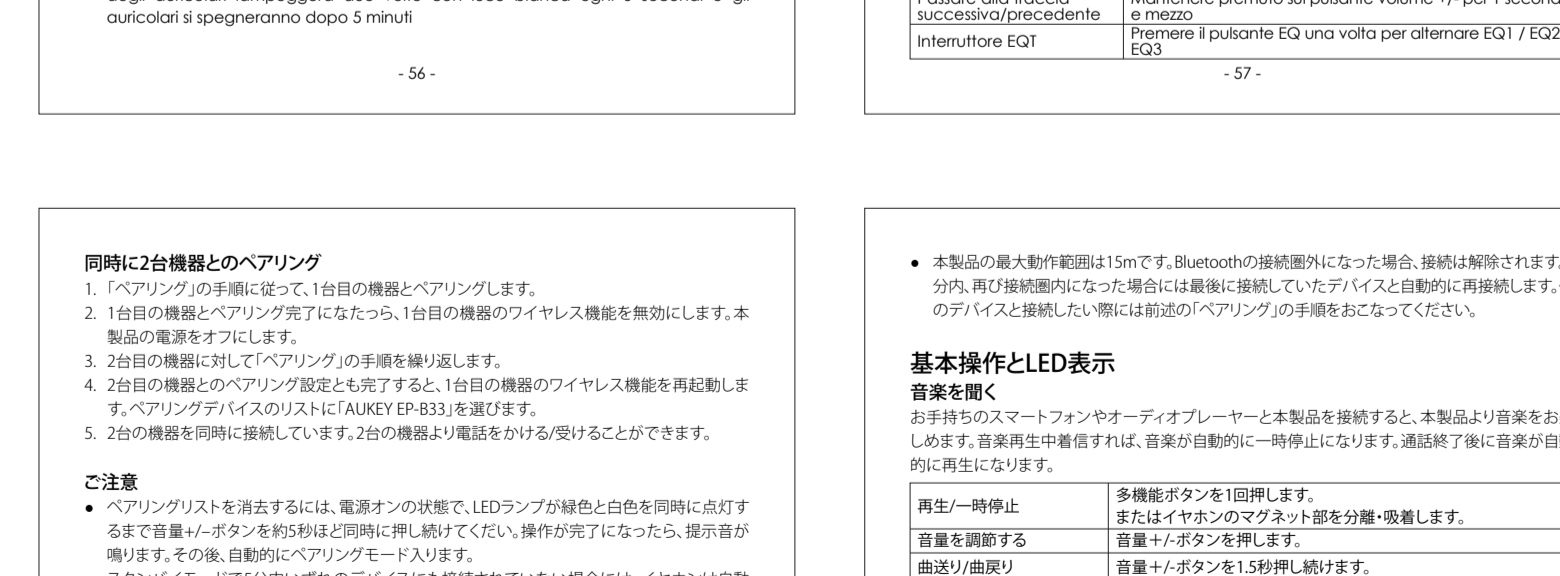 auricolari si spegneranno dopo 5 minuti
- 56 -
successiva/precedente
e mezzo
Interruttore EQT
Premere il pulsante EQ una volta per alternare EQ1 / EQ2
EQ3
- 57 -
同時に2台機器とのペアリング
1. 「ペアリング」の手順に従って、1台目の機器とペアリングします。
2. 1台目の機器とペアリング完了になたっら、1台目の機器のワイヤレス機能を無効にします。本
製品の電源をオフにします。
3. 2台目の機器に対して「ペアリング」の手順を繰り返します。
4. 2台目の機器とのペアリング設定とも完了すると、1台目の機器のワイヤレス機能を再起動しま
す。ペアリングデバイスのリストに「AUKEY EP-B33」を選びます。
5. 2台の機器を同時に接続しています。2台の機器より電話をかける/受けることができます。
ご注意
● ペアリングリストを消去するには、電源オンの状態で、LEDランプが緑色と白色を同時に点灯す
るまで音量+/−ボタンを約5秒ほど同時に押し続けてくだい。操作が完了になったら、提示音が
鳴ります。その後、自動的にペアリングモード入ります。
● 本製品の最大動作範囲は15mです。Bluetoothの接続圏外になった場合、接続は解除されます。
分内、再び接続圏内になった場合には最後に接続していたデバイスと自動的に再接続します。
のデバイスと接続したい際には前述の「ペアリング」の手順をおこなってください。
基本操作とLED表示
音楽を聞く
お手持ちのスマートフォンやオーディオプレーヤーと本製品を接続すると、本製品より音楽をお
しめます。音楽再生中着信すれば、音楽が自動的に一時停止になります。通話終了後に音楽が自
的に再生になります。
再生/一時停止
多機能ボタンを1回押します。
またはイヤホンのマグネット部を分離・吸着します。
音量を調節する
音量＋/-ボタンを押します。
曲送り/曲戻り
音量＋/-ボタンを1.5秒押し続けます。